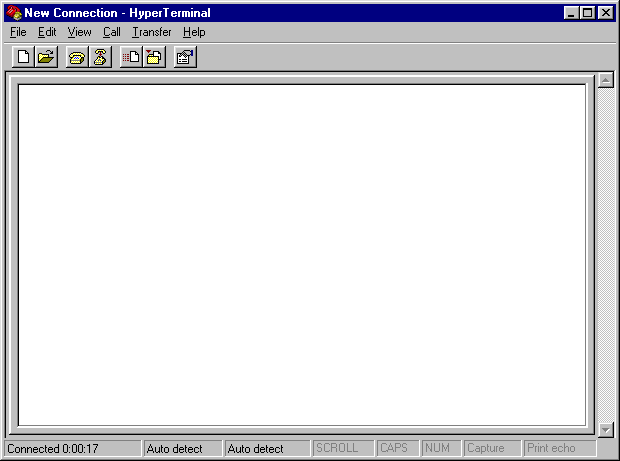 New Connection - HyperTerminal
File Edit View Call Transfer Help
Connected 0:00:17 Auto detect Auto detect SCROLL CAPS NUM Capture Print echo